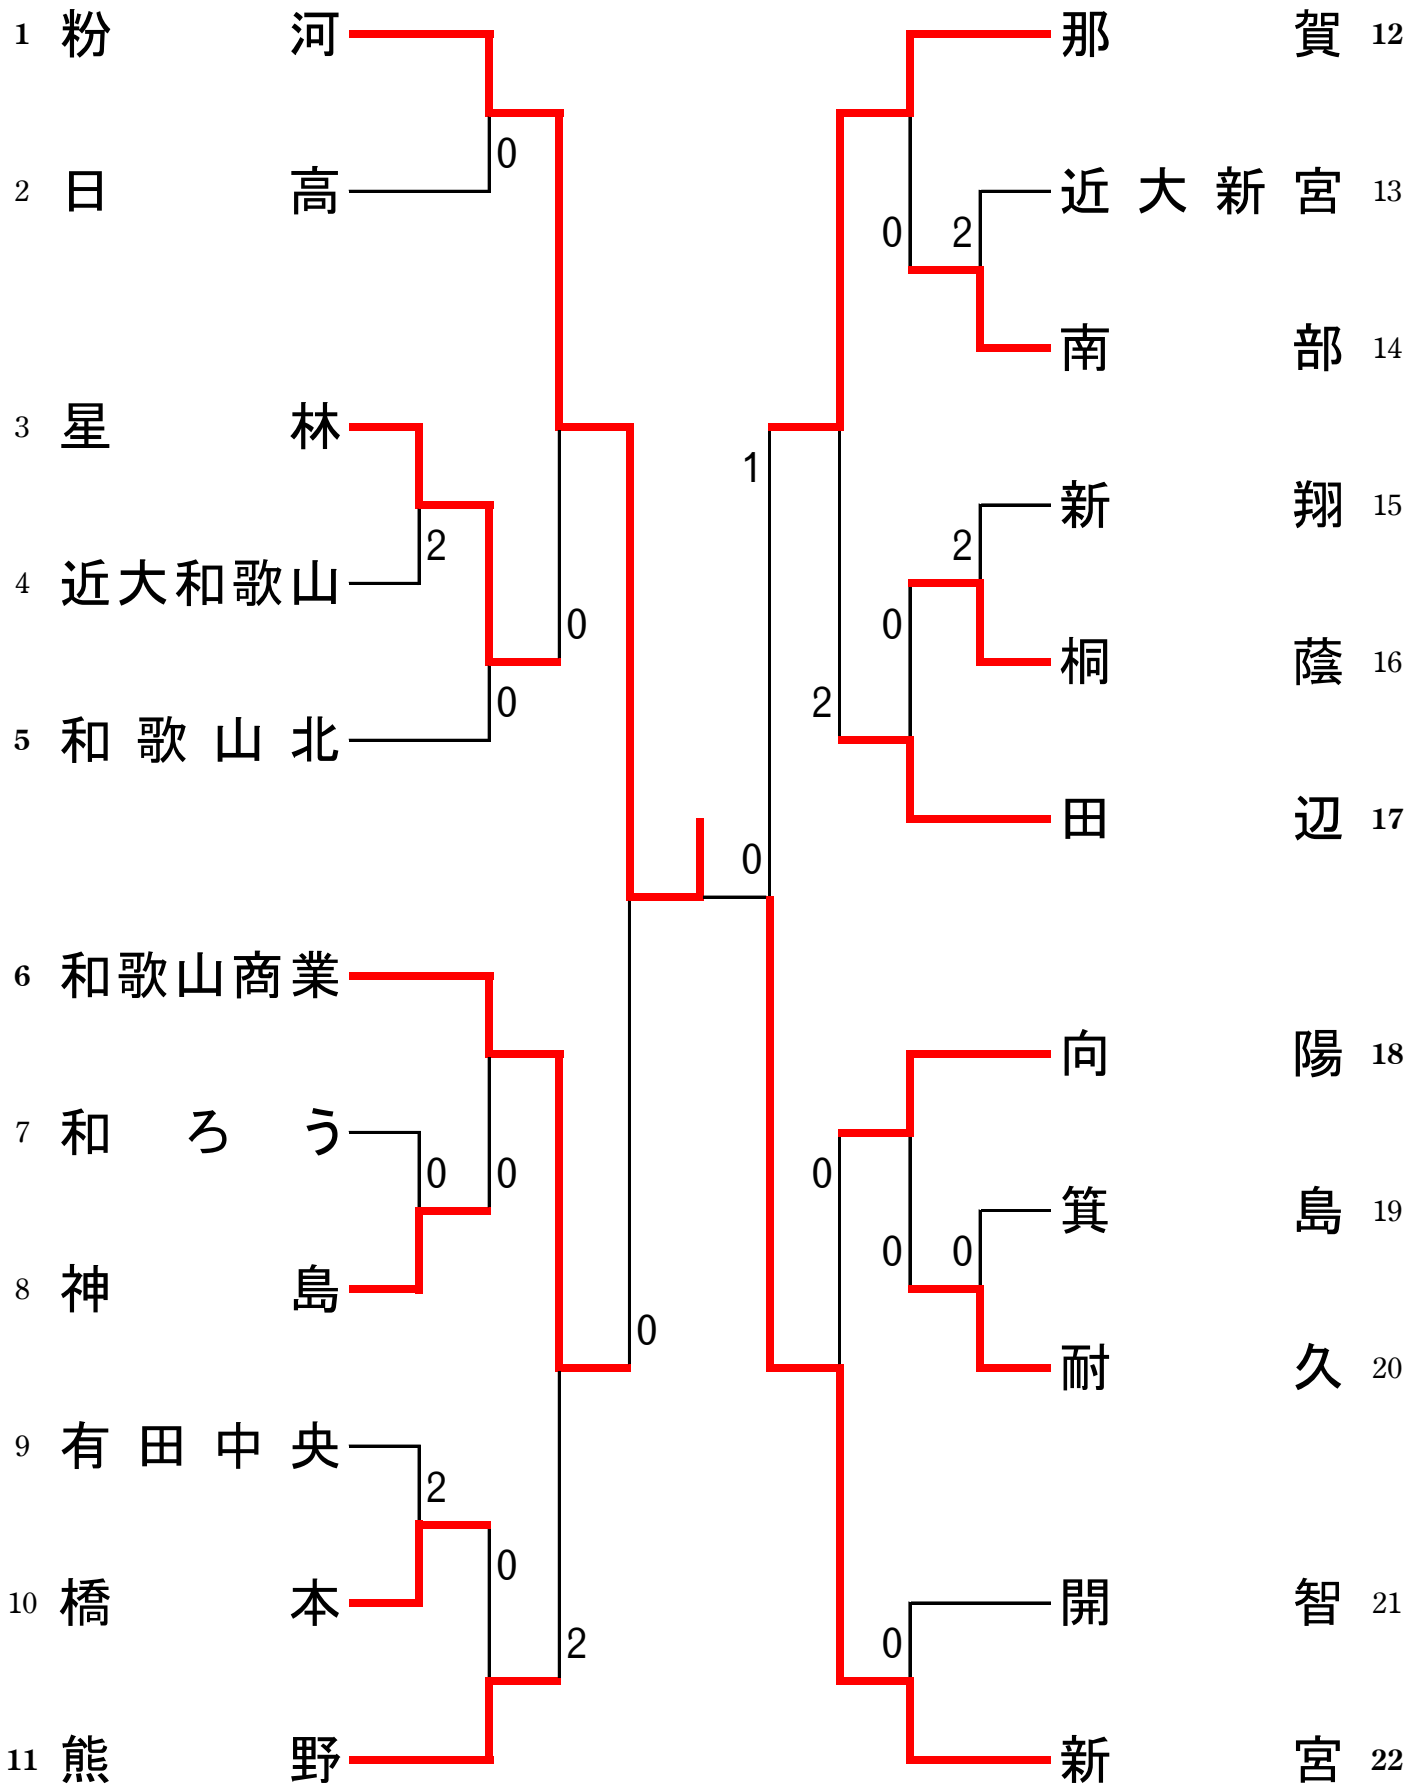 1 粉河
0
2 日高
3 星林
2
4 近大和歌山
0
0
5 和歌山北
6 和歌山商業
7 和ろう
0 0
8 神島
0
9 有田中央
2
0
10 橋本
2
11 熊野
那賀 12
0 2
近大新宮 13
南部 14
1
新翔 15
2
0
桐蔭 16
2
田辺 17
0
向陽 18
0
箕島 19
0 0
耐久 20
開智 21
0
新宮 22